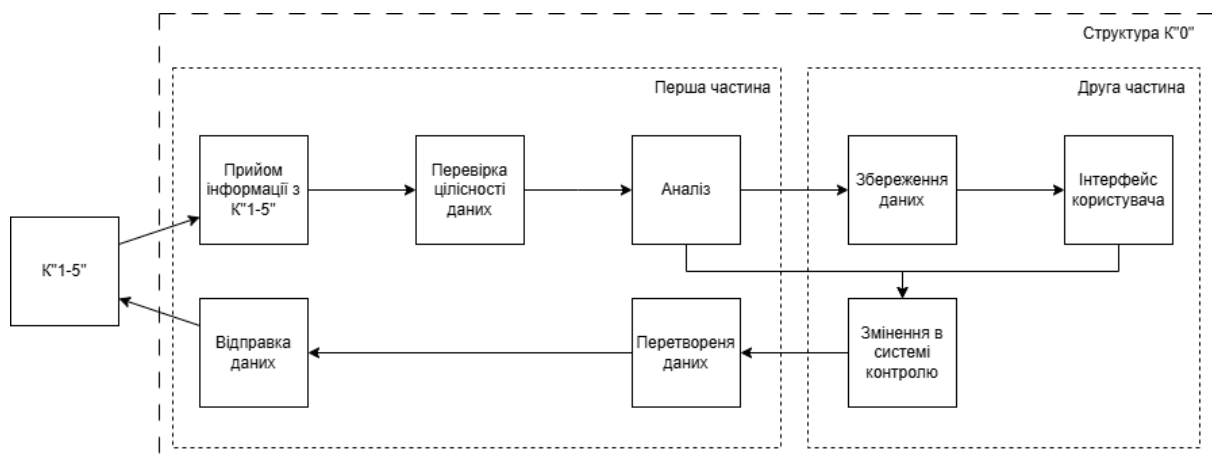 Структура К"0"
Перша частина
Друга частина
Прийом
інформації з
К"1-5"
Перевірка
цілісності
даних
Аналіз
Збереження
даних
Інтерфейс
користувача
К"1-5"
Відправка
даних
Перетвореня
даних
Змінення в
системі
контролю